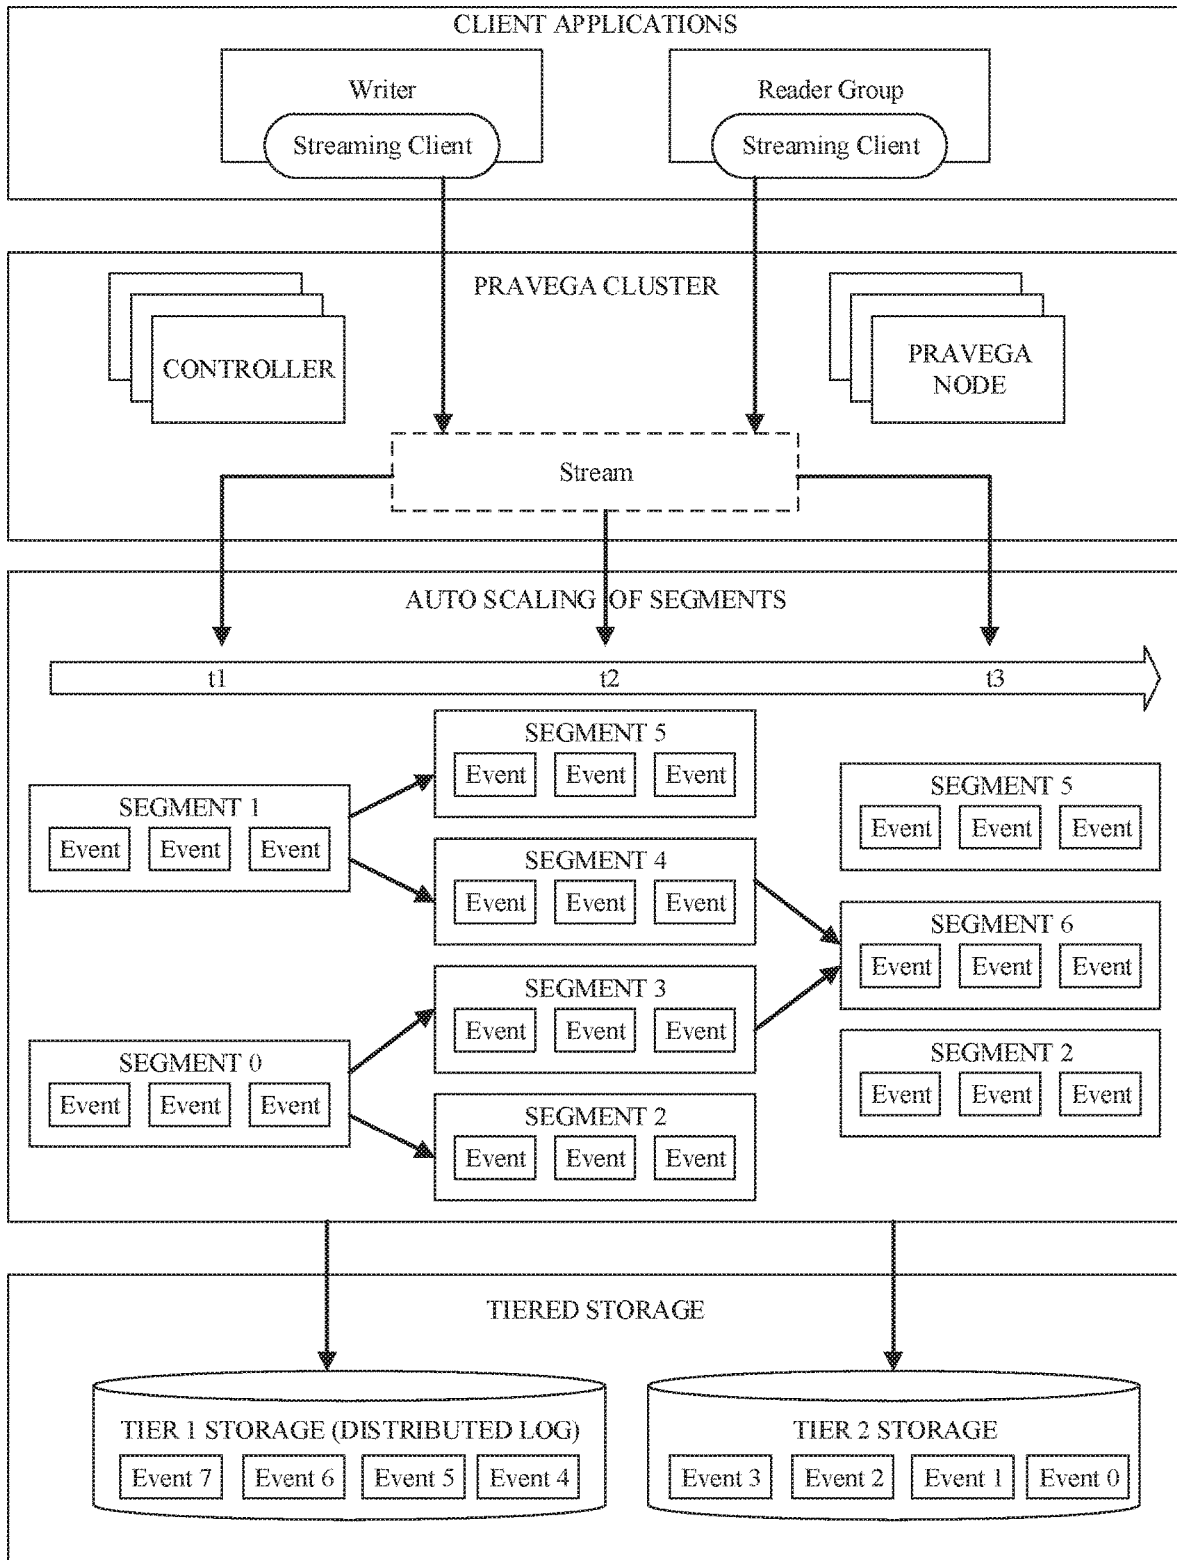 CLIENT APPLICATIONS
Writer
Streaming Client
Reader Group
Streaming Client
PRAVEGA CLUSTER
CONTROLLER
PRAVEGA
NODE
Stream
AUTO SCALING OF SEGMENTS
t1 t2 t3
SEGMENT 1
Event Event Event
SEGMENT 0
Event Event Event
SEGMENT 5
Event Event Event
SEGMENT 4
Event Event Event
SEGMENT 3
Event Event Event
SEGMENT 2
Event Event Event
SEGMENT 5
Event Event Event
SEGMENT 6
Event Event Event
SEGMENT 2
Event Event Event
TIERED STORAGE
TIER 1 STORAGE (DISTRIBUTED LOG)
Event 7 Event 6 Event 5 Event 4
TIER 2 STORAGE
Event 3 Event 2 Event 1 Event 0